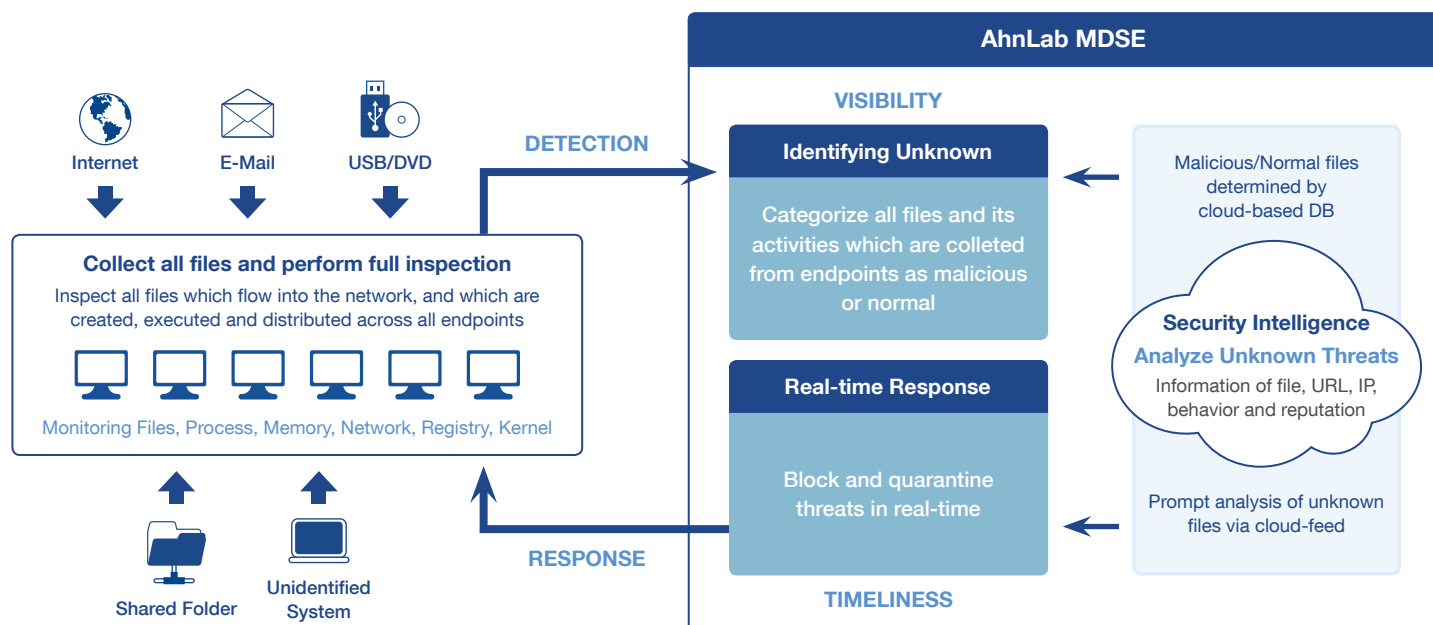 AhnLab MDSE
Internet
E-Mail
USB/DVD
Collect all files and perform full inspection
Inspect all files which flow into the network, and which are
created, executed and distributed across all endpoints
Monitoring Files, Process, Memory, Network, Registry, Kernel
Shared Folder
Unidentified
System
DETECTION
RESPONSE
VISIBILITY
Identifying Unknown
Categorize all files and its
activities which are colleted
from endpoints as malicious
or normal
Real-time Response
Block and quarantine
threats in real-time
TIMELINESS
Malicious/Normal files
determined by
cloud-based DB
Security Intelligence
Analyze Unknown Threats
Information of file, URL, IP,
behavior and reputation
Prompt analysis of unknown
files via cloud-feed